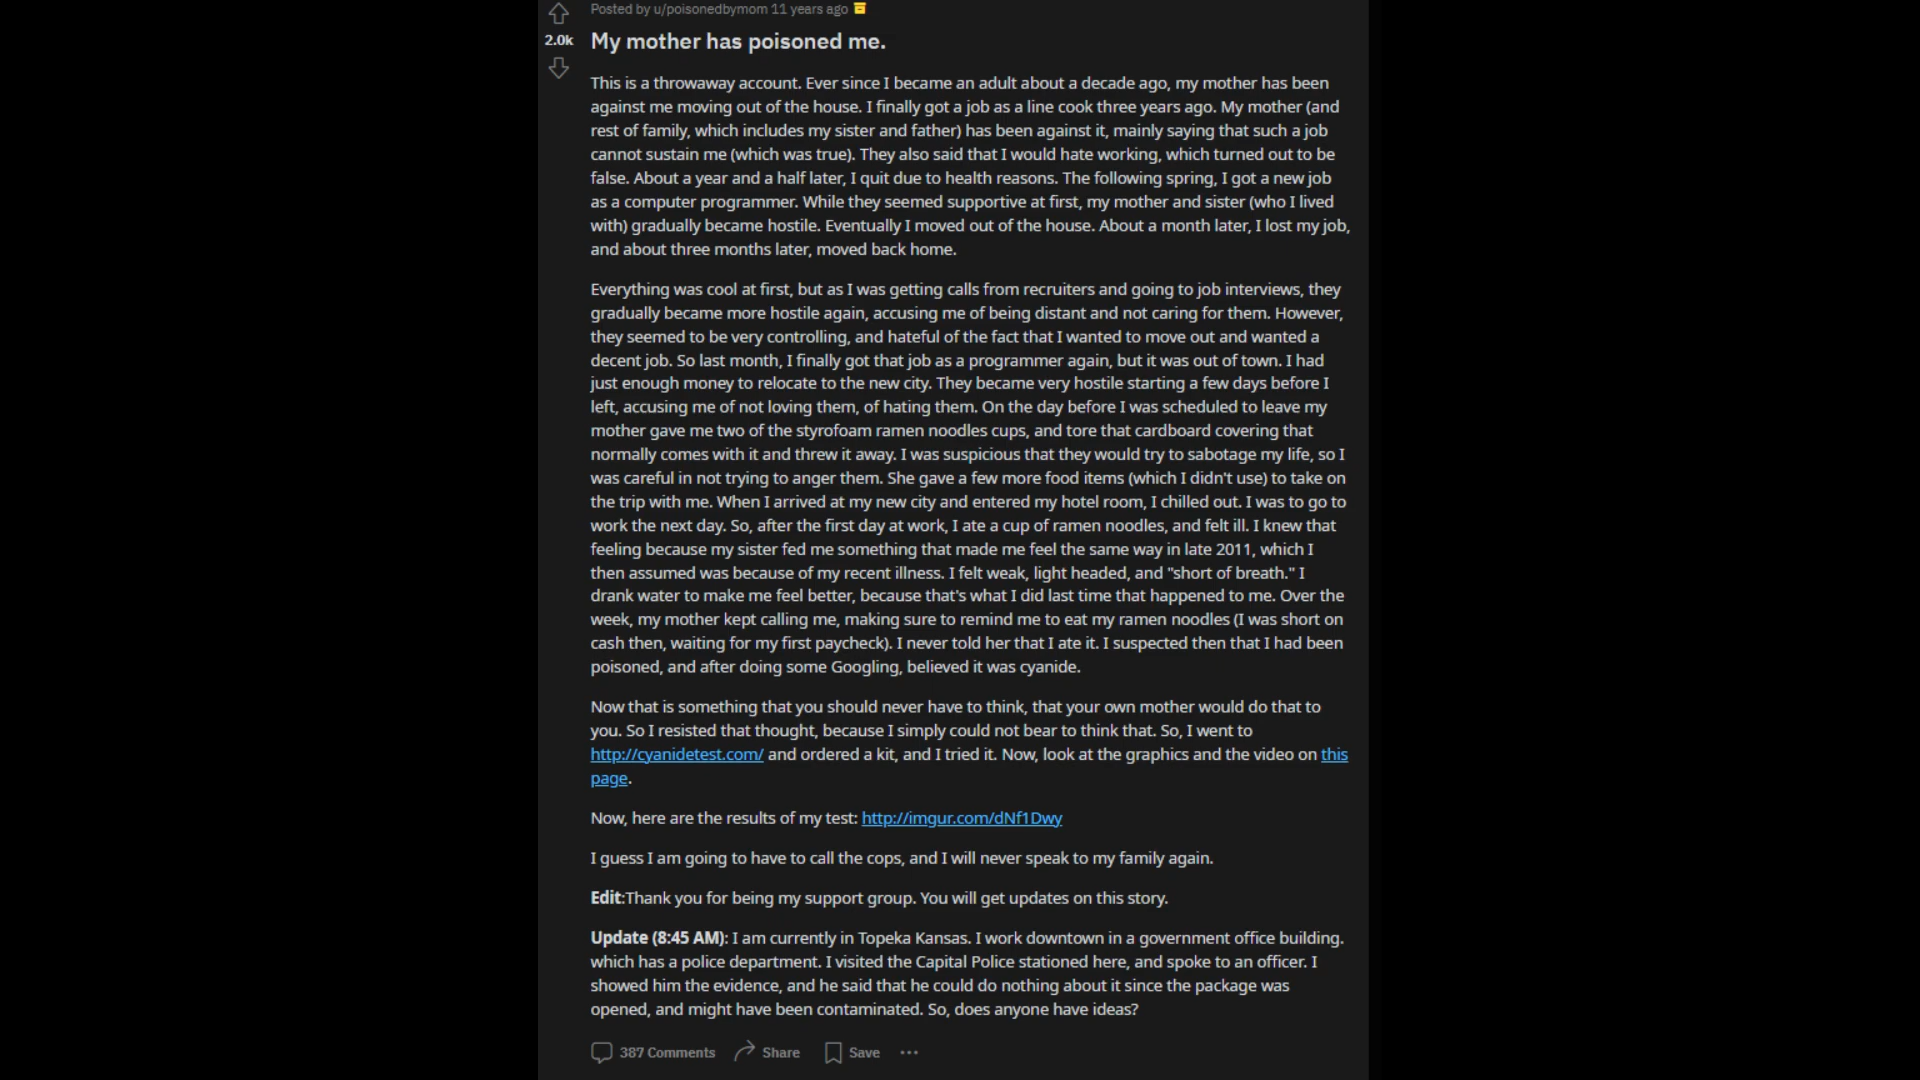 Posted by u/poisonedbymom 11 years ago
2.0k
My mother has poisoned me.
This is a throwaway account. Ever since I became an adult about a decade ago, my mother has been
against me moving out of the house. I finally got a job as a line cook three years ago. My mother (and
rest of family, which includes my sister and father) has been against it, mainly saying that such a job
cannot sustain me (which was true). They also said that I would hate working, which turned out to be
false. About a year and a half later, I quit due to health reasons. The following spring, I got a new job
as a computer programmer. While they seemed supportive at first, my mother and sister (who I lived
with) gradually became hostile. Eventually I moved out of the house. About a month later, I lost my job,
and about three months later, moved back home.
Everything was cool at first, but as I was getting calls from recruiters and going to job interviews, they
gradually became more hostile again, accusing me of being distant and not caring for them. However,
they seemed to be very controlling, and hateful of the fact that I wanted to move out and wanted a
decent job. So last month, I finally got that job as a programmer again, but it was out of town. I had
just enough money to relocate to the new city. They became very hostile starting a few days before I
left, accusing me of not loving them, of hating them. On the day before I was scheduled to leave my
mother gave me two of the styrofoam ramen noodles cups, and tore that cardboard covering that
normally comes with it and threw it away. I was suspicious that they would try to sabotage my life, so I
was careful in not trying to anger them. She gave a few more food items (which I didn't use) to take on
the trip with me. When I arrived at my new city and entered my hotel room, I chilled out. I was to go to
work the next day. So, after the first day at work, I ate a cup of ramen noodles, and felt ill. I knew that
feeling because my sister fed me something that made me feel the same way in late 2011, which I
then assumed was because of my recent illness. I felt weak, light headed, and "short of breath." I
drank water to make me feel better, because that's what I did last time that happened to me. Over the
week, my mother kept calling me, making sure to remind me to eat my ramen noodles (I was short on
cash then, waiting for my first paycheck). I never told her that I ate it. I suspected then that I had been
poisoned, and after doing some Googling, believed it was cyanide.
Now that is something that you should never have to think, that your own mother would do that to
you. So I resisted that thought, because I simply could not bear to think that. So, I went to
http://cyanidetest.com/ and ordered a kit, and I tried it. Now, look at the graphics and the video on this
page.
Now, here are the results of my test: http://imgur.com/dNf1Dwy
I guess I am going to have to call the cops, and I will never speak to my family again.
Edit:Thank you for being my support group. You will get updates on this story.
Update (8:45 AM): I am currently in Topeka Kansas. I work downtown in a government office building.
which has a police department. I visited the Capital Police stationed here, and spoke to an officer. I
showed him the evidence, and he said that he could do nothing about it since the package was
opened, and might have been contaminated. So, does anyone have ideas?
387 Comments Share Save